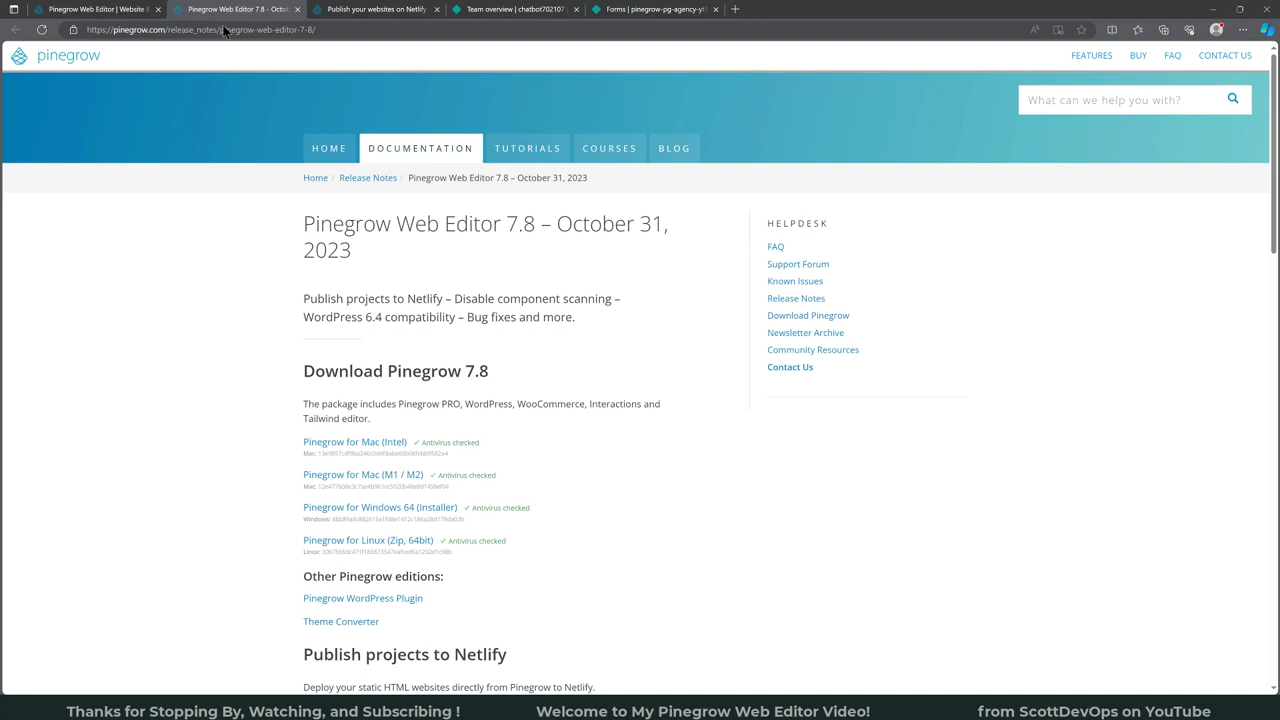 Pinegrow Web Editor | Website
Pinegrow Web Editor 7.8 – Octo
Publish your websites on Netlify
Team overview | chatbot702107
Forms | pinegrow-pg-agency-yt1
https://pinegrow.com/release_notes/pinegrow-web-editor-7-8/
pinegrow
FEATURES
BUY
FAQ
CONTACT US
What can we help you with?
HOME
DOCUMENTATION
TUTORIALS
COURSES
BLOG
Home / Release Notes / Pinegrow Web Editor 7.8 – October 31, 2023
Pinegrow Web Editor 7.8 – October 31,
2023
Publish projects to Netlify – Disable component scanning –
WordPress 6.4 compatibility – Bug fixes and more.
Download Pinegrow 7.8
The package includes Pinegrow PRO, WordPress, WooCommerce, Interactions and
Tailwind editor.
Pinegrow for Mac (Intel) ✓ Antivirus checked
Mac:
Pinegrow for Mac (M1 / M2) ✓ Antivirus checked
Mac:
Pinegrow for Windows 64 (Installer) ✓ Antivirus checked
Windows:
Pinegrow for Linux (Zip, 64bit) ✓ Antivirus checked
Linux:
Other Pinegrow editions:
Pinegrow WordPress Plugin
Theme Converter
Publish projects to Netlify
Deploy your static HTML websites directly from Pinegrow to Netlify.
HELPDESK
FAQ
Support Forum
Known Issues
Release Notes
Download Pinegrow
Newsletter Archive
Community Resources
Contact Us
Thanks for Stopping By, Watching, and Subscribing !
Welcome to My Pinegrow Web Editor Video!
from ScottDevOps on YouTube